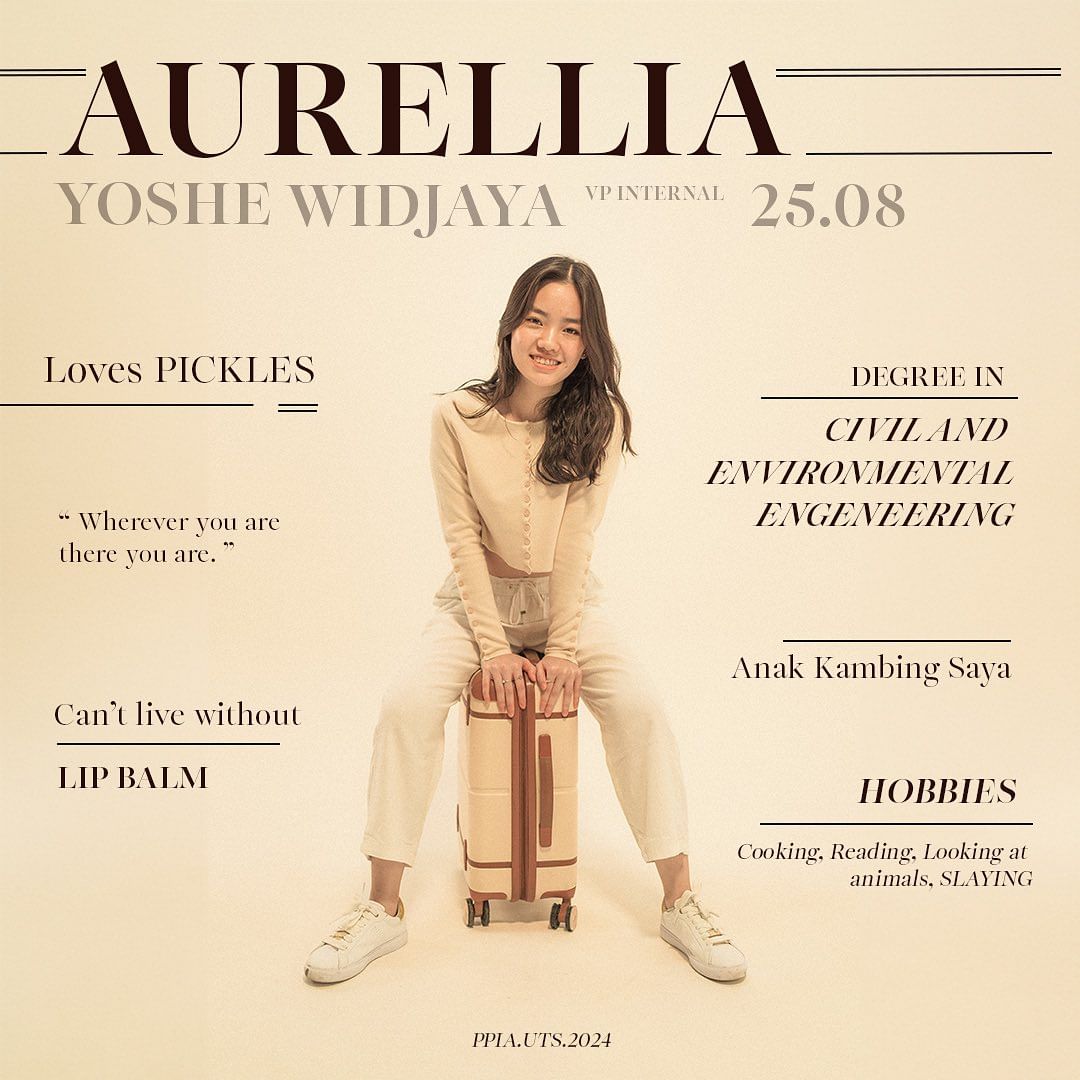 AURELLIA
YOSHE WIDJAYA VP INTERNAL 25.08
Loves PICKLES
“ Wherever you are
there you are. ”
Can’t live without
LIP BALM
DEGREE IN
CIVIL AND
ENVIRONMENTAL
ENGENEERING
Anak Kambing Saya
HOBBIES
Cooking, Reading, Looking at
animals, SLAYING
PPIA.UTS.2024